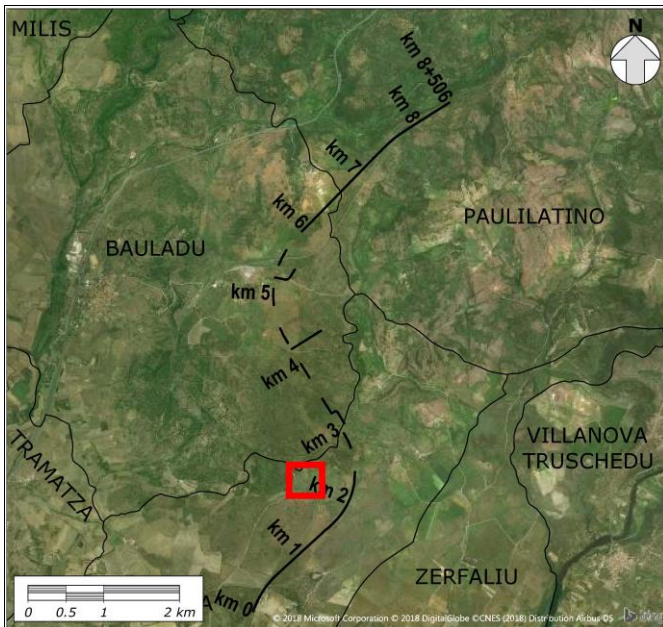 MILIS
N
km 8+506
km 8
km 7
km 6
PAULILATINO
BAULADU
km 5
km 4
km 3
VILLANOVA
TRUSCHEDU
TRAMATZA
km 2
km 1
ZERFALIU
km 0
0 0.5 1 2 km
© 2018 Microsoft Corporation © 2018 DigitalGlobe ©CNES (2018) Distribution Airbus DS